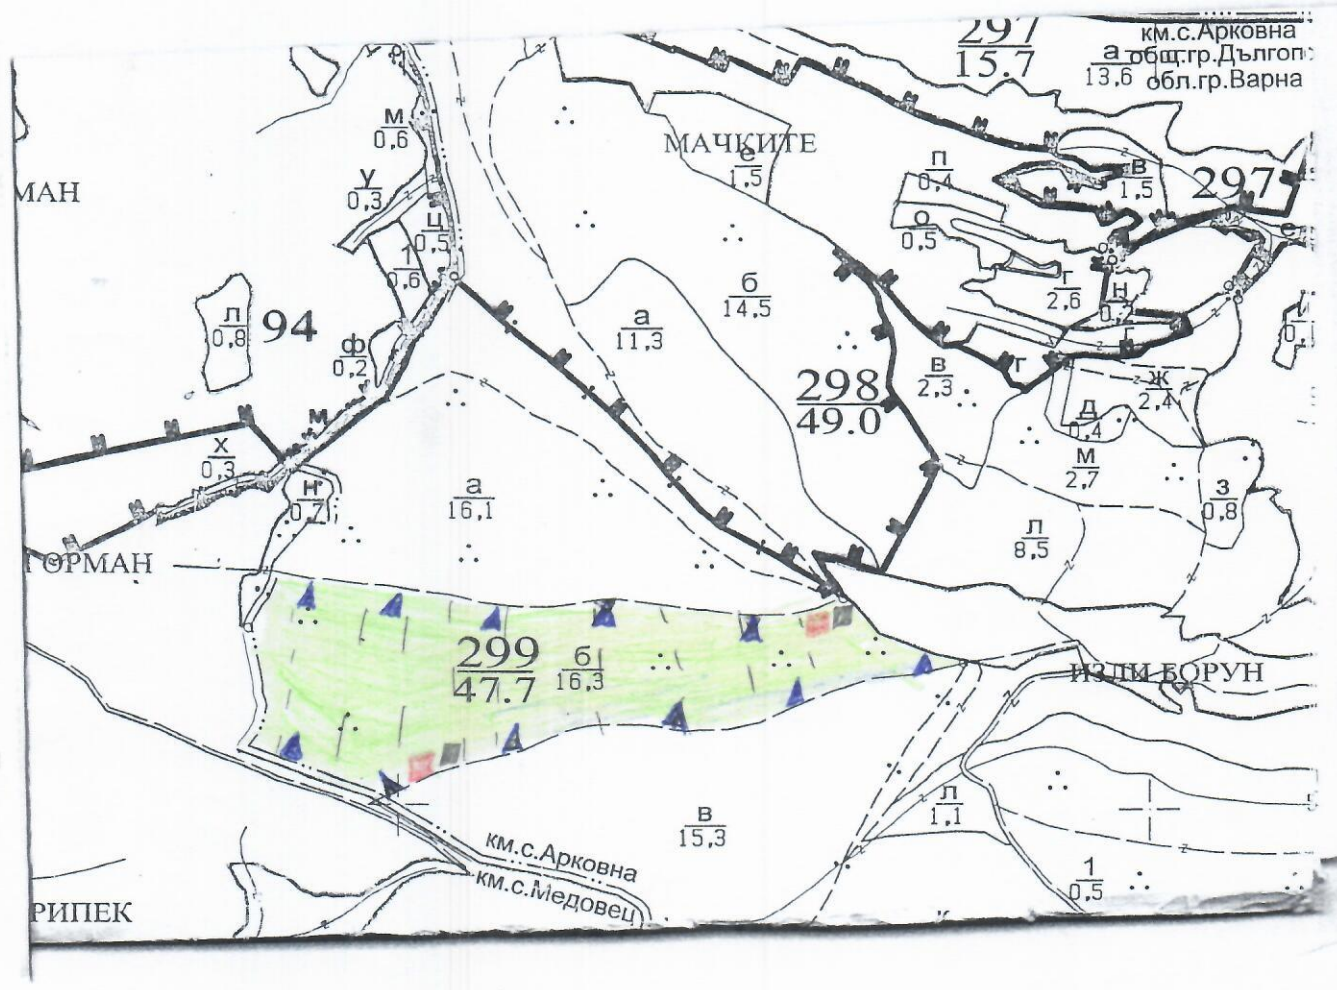 297
15.7
км.с.Арковна
а
13,6
общ.гр.Дългоп
обл.гр.Варна
м
0,6
МАЧКИТЕ
е
1,5
п
0,4
в
1,5
297
МАН
у
0,3
ц
0,5
о
0,5
е
1
0,6
б
14,5
г
2,6
н
0,2
л
0,8
94
ф
0,2
а
11,3
298
49.0
в
2,3
г
г
ж
2,4
д
0,4
м
х
0,3
н
0,7
а
16,1
м
2,7
з
0,8
л
8,5
ОРМАН
299
47.7
б
16,3
ИЗЛИ БОРУН
в
15,3
л
1,1
км.с.Арковна
км.с.Медовец
1
0,5
РИПЕК